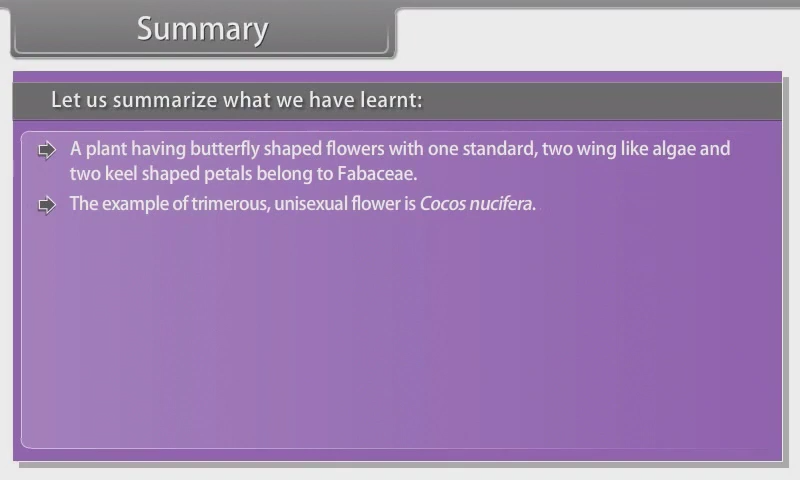 Summary
Let us summarize what we have learnt:
A plant having butterfly shaped flowers with one standard, two wing like algae and
two keel shaped petals belong to Fabaceae.
The example of trimerous, unisexual flower is Cocos nucifera.